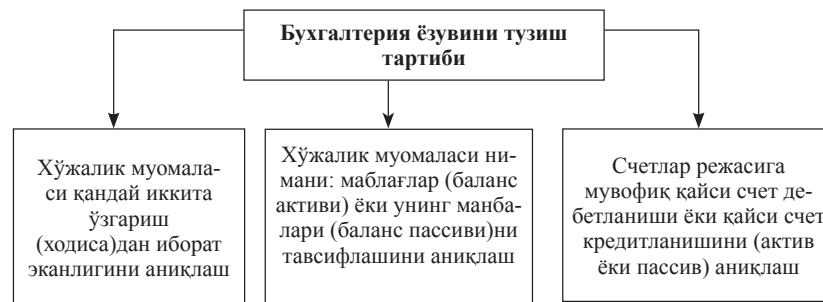 Бухгалтерия ёзувини тузиш
тартиби
Хўжалик муомала-
си қандай иккита
ўзгариш
(ходиса)дан иборат
эканлигини аниқлаш
Хўжалик муомаласи ни-
мани: маблағлар (баланс
активи) ёки унинг манба-
лари (баланс пассиви)ни
тавсифлашини аниқлаш
Счетлар режасига
мувофиқ қайси счет де-
бетланиши ёки қайси счет
кредитланишини (актив
ёки пассив) аниқлаш